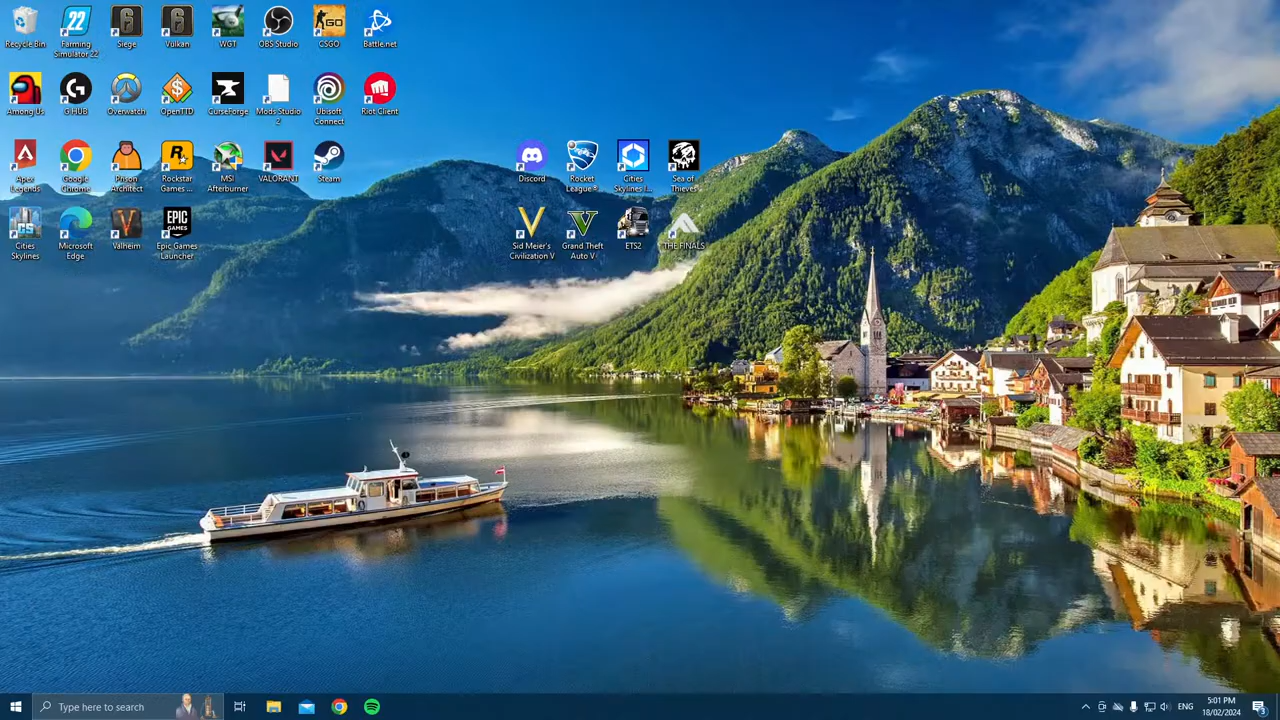 Recycle Bin
Farming
Simulator 22
Siege
Vulkan
WGT
OBS Studio
CSGO
Battle.net
Among Us
G HUB
Overwatch
OpenTTD
CurseForge
Mods Studio
2
Ubisoft
Connect
Riot Client
Apex
Legends
Google
Chrome
Prison
Architect
Rockstar
Games ...
MSI
Afterburner
VALORANT
Steam
Discord
Rocket
League®
Cities
Skylines I...
Sea of
Thieves
Cities
Skylines
Microsoft
Edge
Valheim
EPIC
GAMES
Epic Games
Launcher
Sid Meier's
Civilization V
Grand Theft
Auto V
ETS2
THE FINALS
Type here to search
ENG
5:01 PM
18/02/2024
3